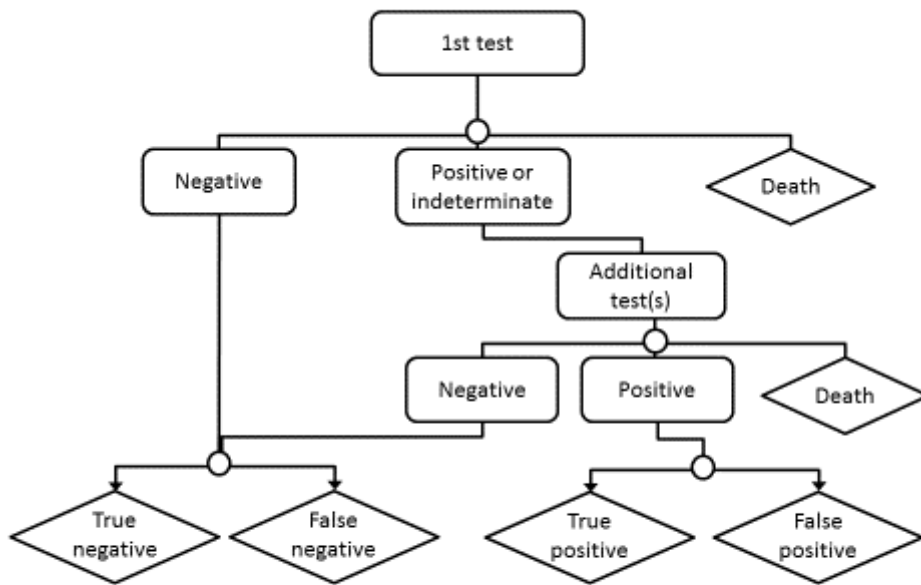 1st test
Negative
Positive or
indeterminate
Death
Additional
test(s)
Negative
Positive
Death
True
negative
False
negative
True
positive
False
positive